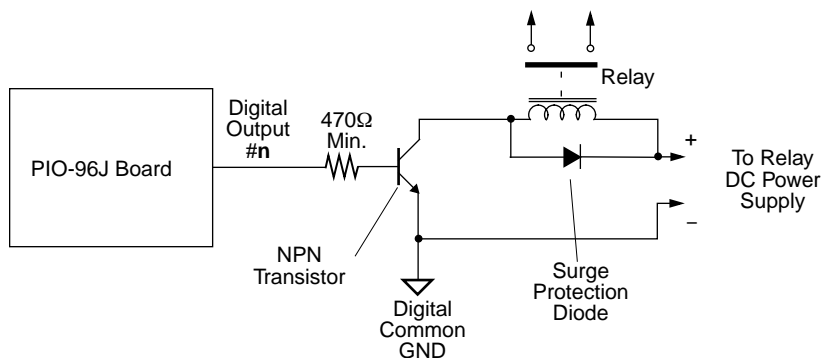 PIO-96J Board
Digital
Output
#n
470Ω
Min.
NPN
Transistor
Digital
Common
GND
Relay
Surge
Protection
Diode
+
To Relay
DC Power
Supply
–